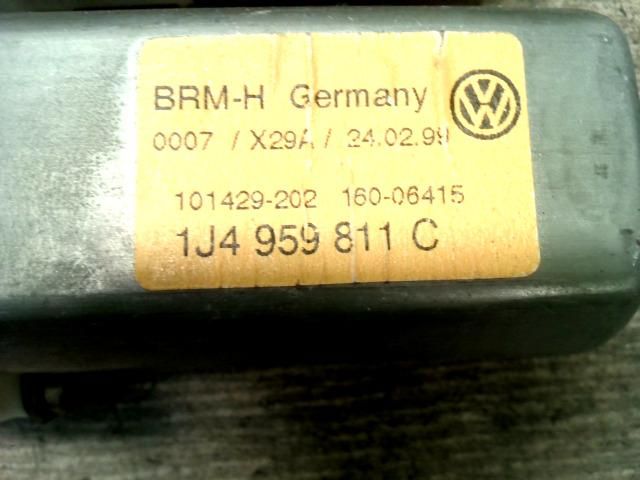 BRM-H Germany
0007 / X29A / 24.02.99
101429-202 160-06415
1J4 959 811 C